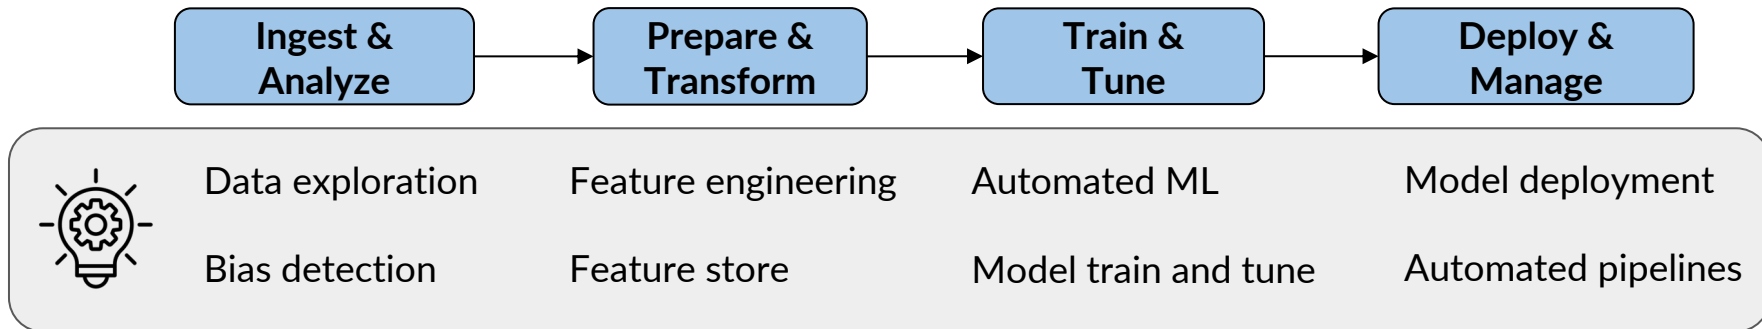 Ingest &
Analyze
Prepare &
Transform
Train &
Tune
Deploy &
Manage
Data exploration
Feature engineering
Automated ML
Model deployment
Bias detection
Feature store
Model train and tune
Automated pipelines